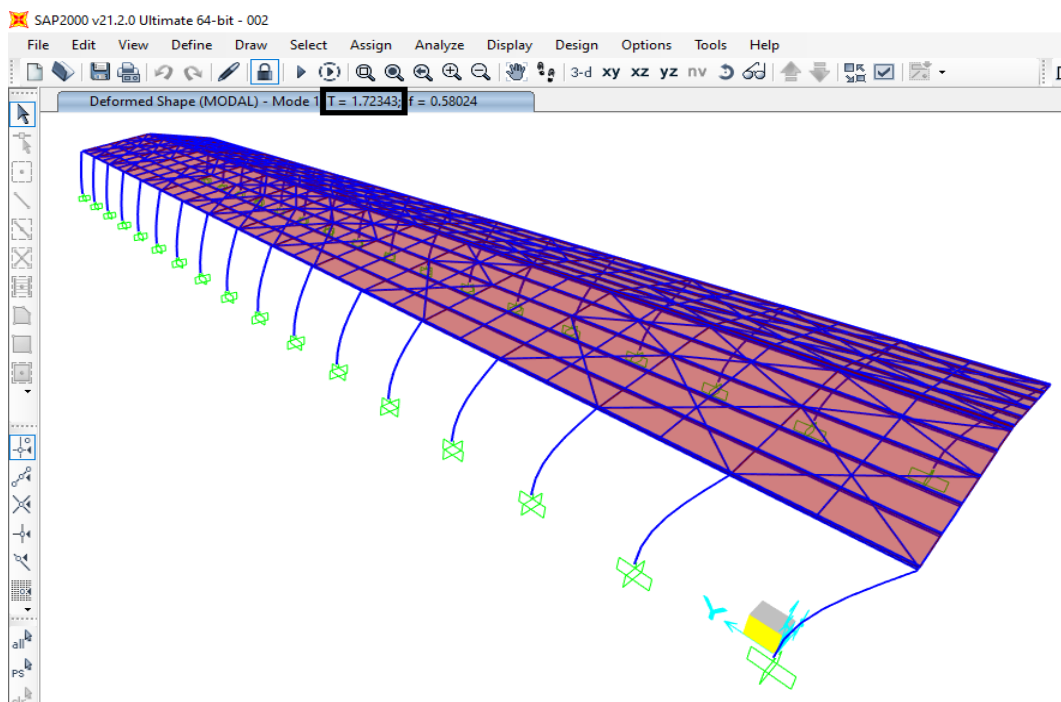 SAP2000 v21.2.0 Ultimate 64-bit - 002
File Edit View Define Draw Select Assign Analyze Display Design Options Tools Help
3-d xy xz yz nv
Deformed Shape (MODAL) - Mode 1 T = 1.72343; f = 0.58024
Y
all
PS